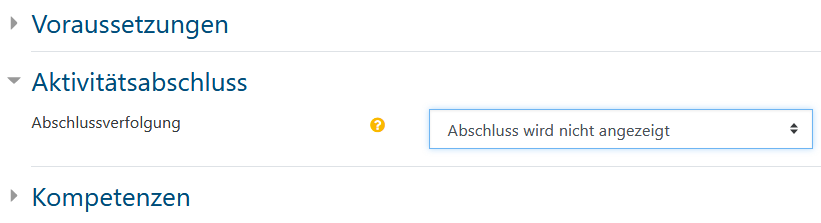 Voraussetzungen
Aktivitätsabschluss
Abschlussverfolgung
?
Abschluss wird nicht angezeigt
Kompetenzen